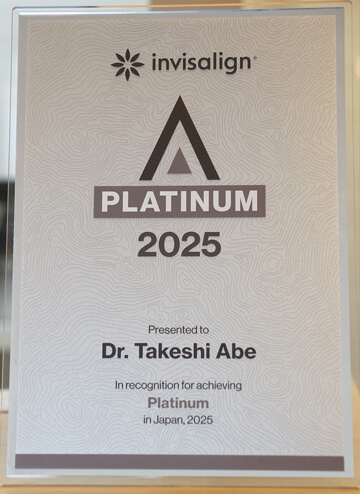 invisalign
PLATINUM
2025
Presented to
Dr. Takeshi Abe
In recognition for achieving
Platinum
in Japan, 2025